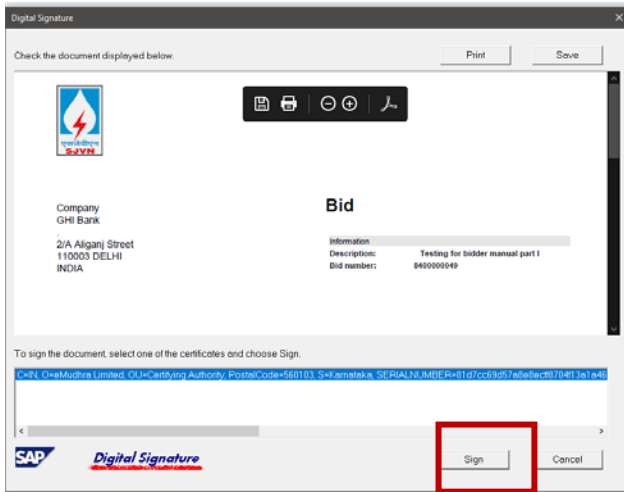 Digital Signature
Check the document displayed below.
Print
Save
एसजेवीएन
SJVN
Company
GHI Bank
.
2/A Aliganj Street
110003 DELHI
INDIA
Bid
Information
Description: Testing for bidder manual part I
Bid number: 8400000049
To sign the document, select one of the certificates and choose Sign.
C=IN, O=eMudhra Limited, OU=Certifying Authority, PostalCode=560103, S=Karnataka, SERIALNUMBER=
SAP
Digital Signature
Sign
Cancel